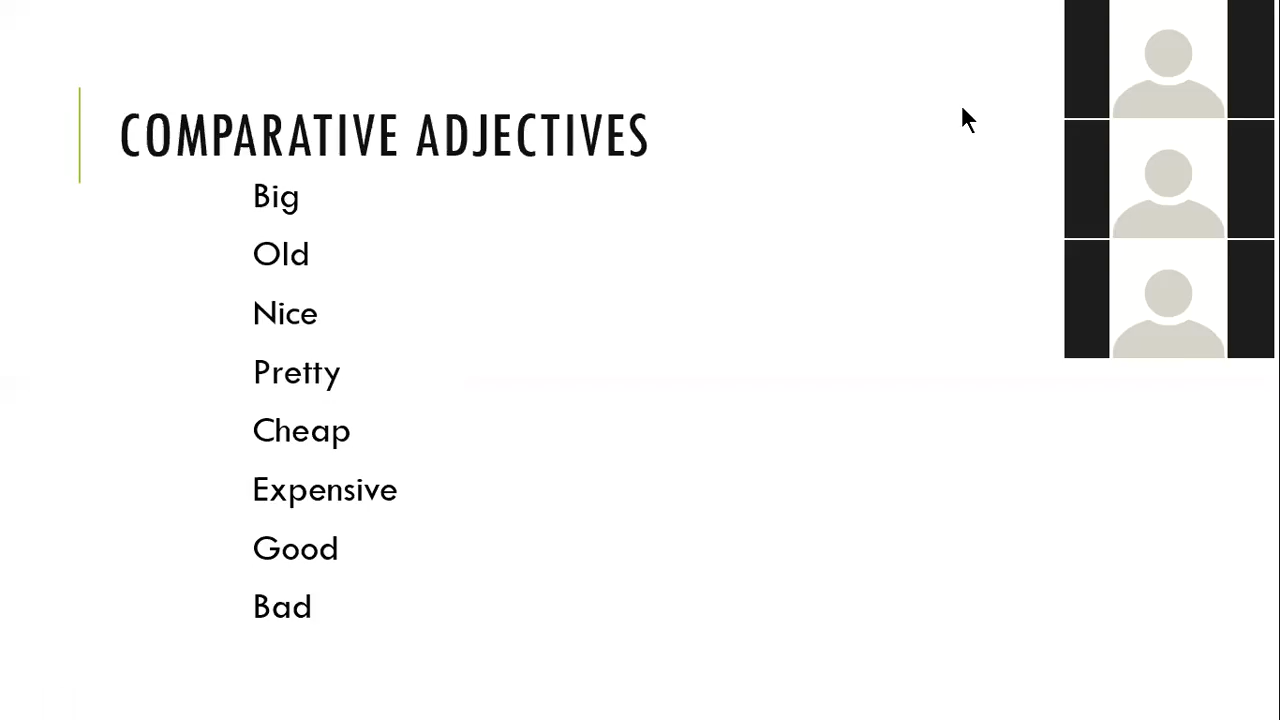 COMPARATIVE ADJECTIVES
Big
Old
Nice
Pretty
Cheap
Expensive
Good
Bad